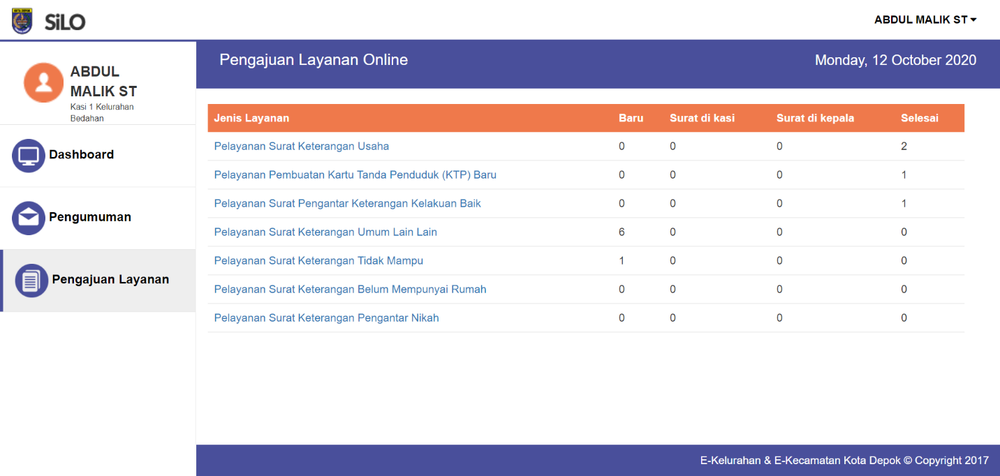 KOTA DEPOK
SiLO
ABDUL MALIK ST
ABDUL
MALIK ST
Kasi 1 Kelurahan
Bedahan
Dashboard
Pengumuman
Pengajuan Layanan
Pengajuan Layanan Online
Monday, 12 October 2020
Jenis Layanan Baru Surat di kasi Surat di kepala Selesai
Pelayanan Surat Keterangan Usaha 0 0 0 2
Pelayanan Pembuatan Kartu Tanda Penduduk (KTP) Baru 0 0 0 1
Pelayanan Surat Pengantar Keterangan Kelakuan Baik 0 0 0 1
Pelayanan Surat Keterangan Umum Lain Lain 6 0 0 0
Pelayanan Surat Keterangan Tidak Mampu 1 0 0 0
Pelayanan Surat Keterangan Belum Mempunyai Rumah 0 0 0 0
Pelayanan Surat Keterangan Pengantar Nikah 0 0 0 0
E-Kelurahan & E-Kecamatan Kota Depok © Copyright 2017